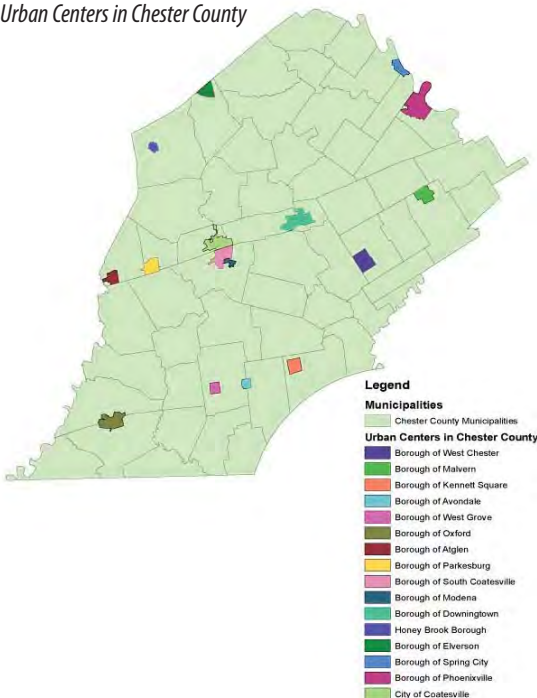 Urban Centers in Chester County
Legend
Municipalities
Chester County Municipalities
Urban Centers in Chester County
Borough of West Chester
Borough of Malvern
Borough of Kennett Square
Borough of Avondale
Borough of West Grove
Borough of Oxford
Borough of Atglen
Borough of Parkesburg
Borough of South Coatesville
Borough of Modena
Borough of Downingtown
Honey Brook Borough
Borough of Elverson
Borough of Spring City
Borough of Phoenixville
City of Coatesville